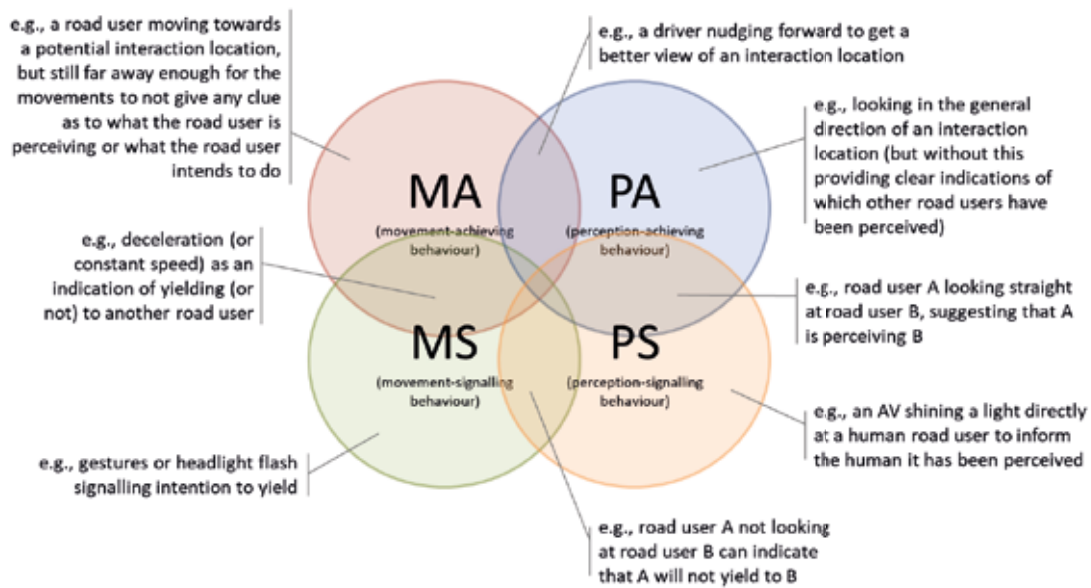 e.g., a road user moving towards
a potential interaction location,
but still far away enough for the
movements to not give any clue
as to what the road user is
perceiving or what the road user
intends to do
e.g., a driver nudging forward to get a
better view of an interaction location
e.g., looking in the general
direction of an interaction
location (but without this
providing clear indications of
which other road users have
been perceived)
MA
(movement-achieving
behaviour)
PA
(perception-achieving
behaviour)
e.g., deceleration (or
constant speed) as an
indication of yielding (or
not) to another road user
e.g., road user A looking straight
at road user B, suggesting that A
is perceiving B
MS
(movement-signalling
behaviour)
PS
(perception-signalling
behaviour)
e.g., an AV shining a light directly
at a human road user to inform
the human it has been perceived
e.g., gestures or headlight flash
signalling intention to yield
e.g., road user A not looking
at road user B can indicate
that A will not yield to B